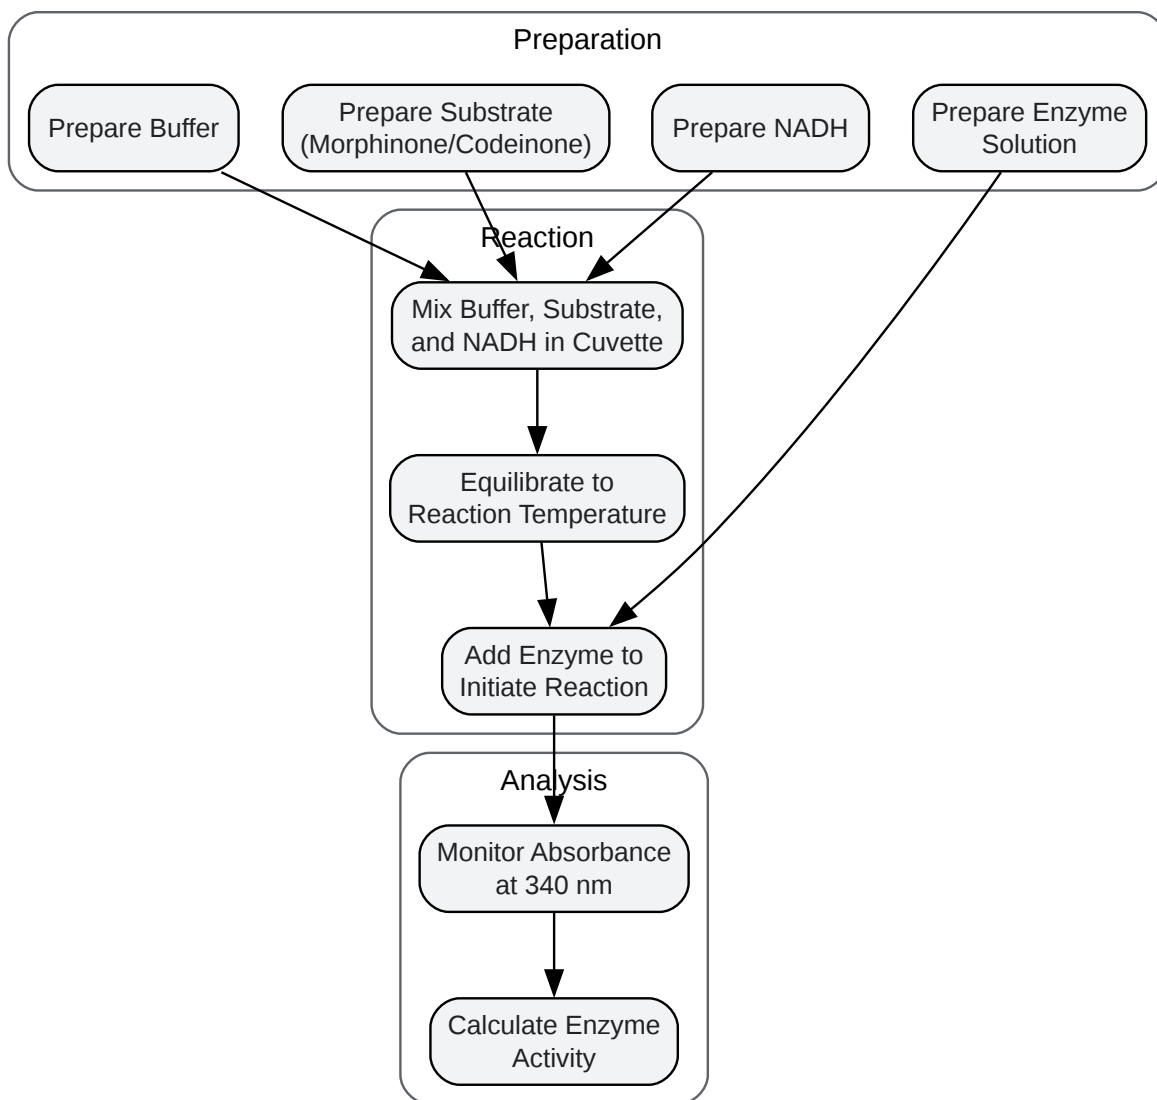 Preparation
Prepare Buffer
Prepare Substrate
(Morphinone/Codeinone)
Prepare NADH
Prepare Enzyme
Solution
Reaction
Mix Buffer, Substrate,
and NADH in Cuvette
Equilibrate to
Reaction Temperature
Add Enzyme to
Initiate Reaction
Analysis
Monitor Absorbance
at 340 nm
Calculate Enzyme
Activity